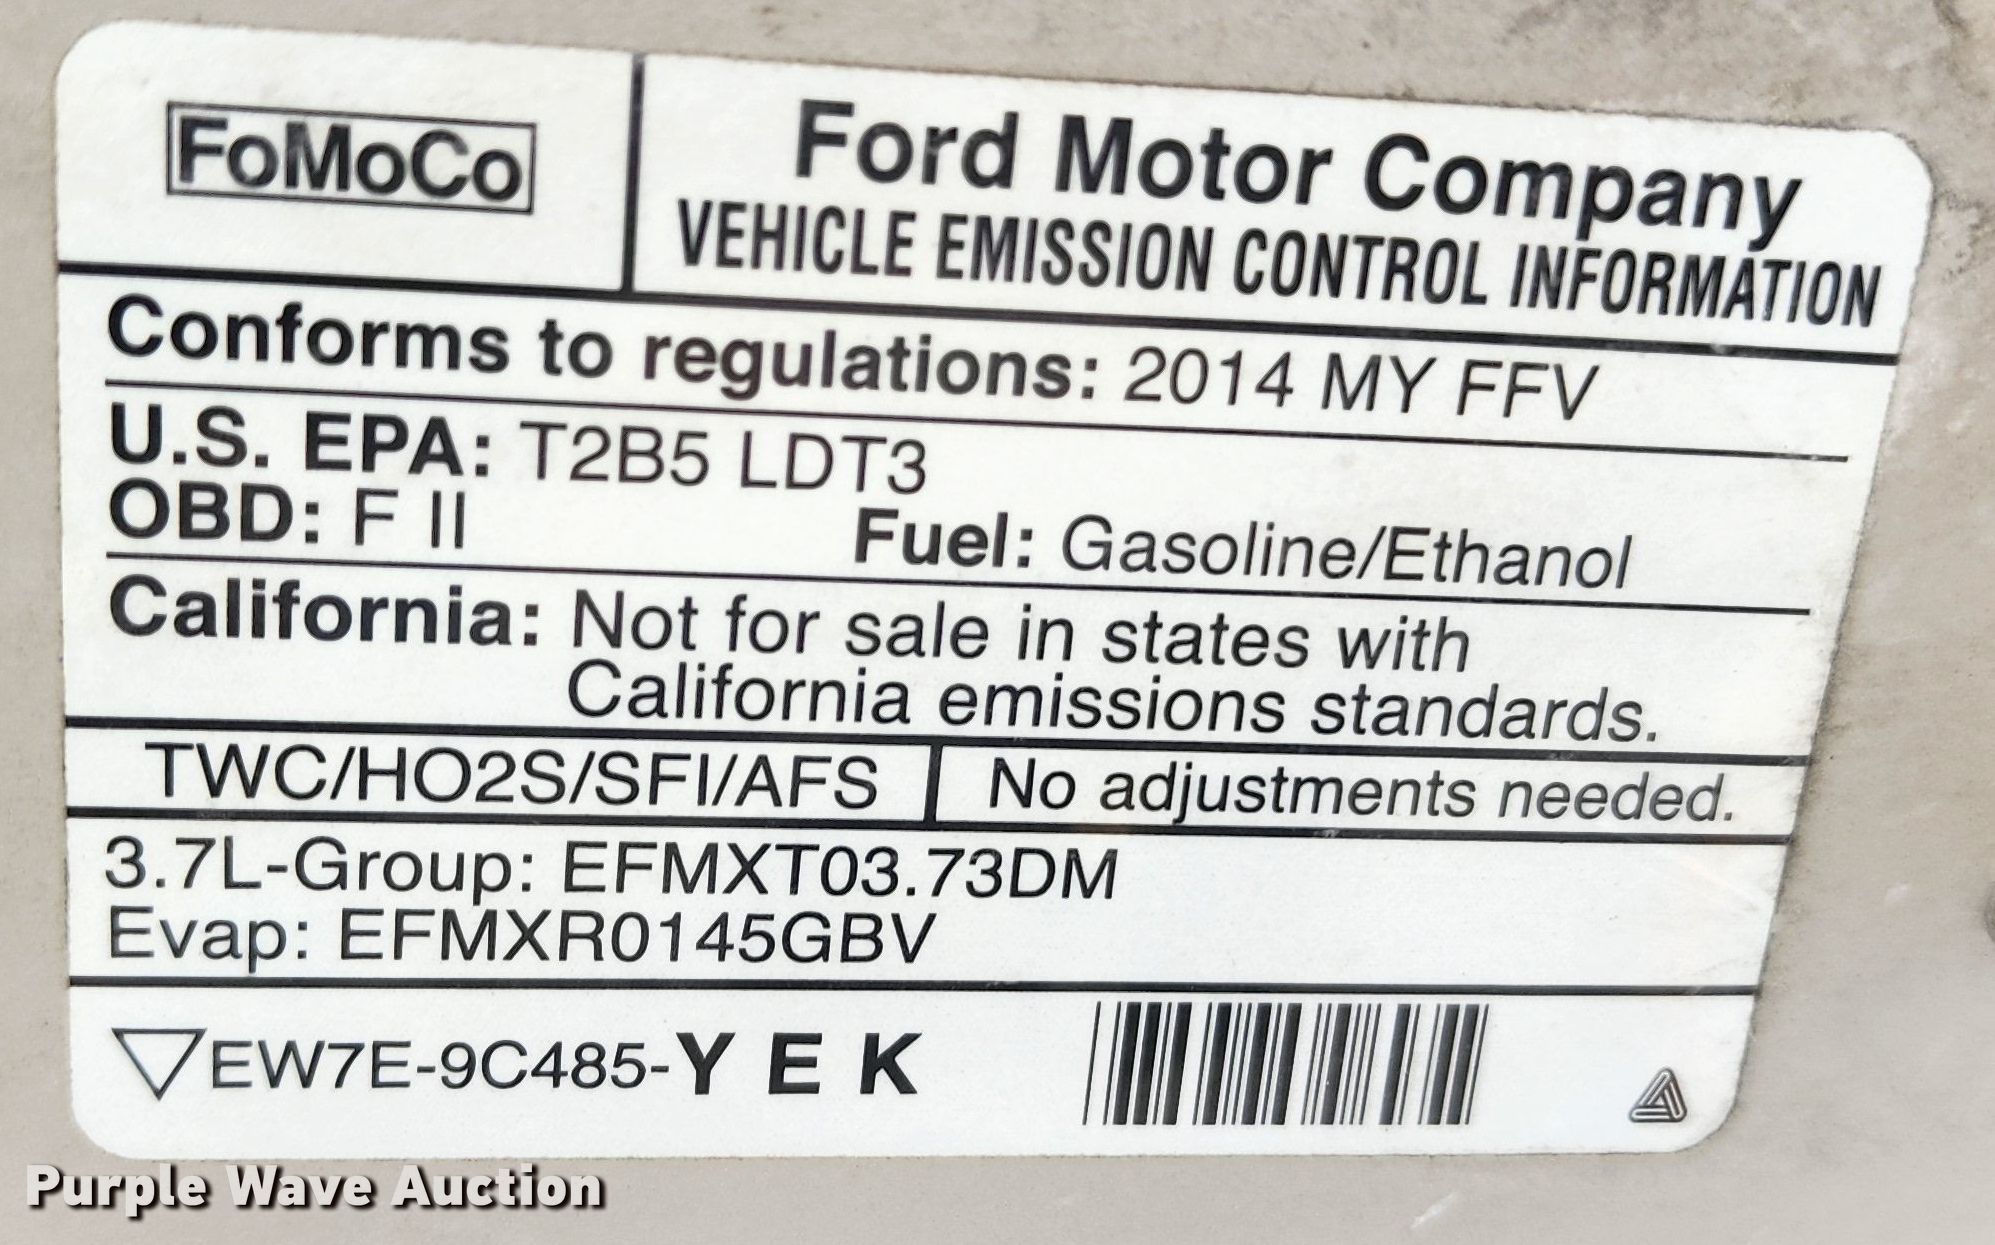 FoMoCo
Ford Motor Company
VEHICLE EMISSION CONTROL INFORMATION
Conforms to regulations: 2014 MY FFV
U.S. EPA: T2B5 LDT3
OBD: F II Fuel: Gasoline/Ethanol
California: Not for sale in states with
California emissions standards.
TWC/HO2S/SFI/AFS No adjustments needed.
3.7L-Group: EFMXT03.73DM
Evap: EFMXR0145GBV
EW7E-9C485-Y E K
Purple Wave Auction